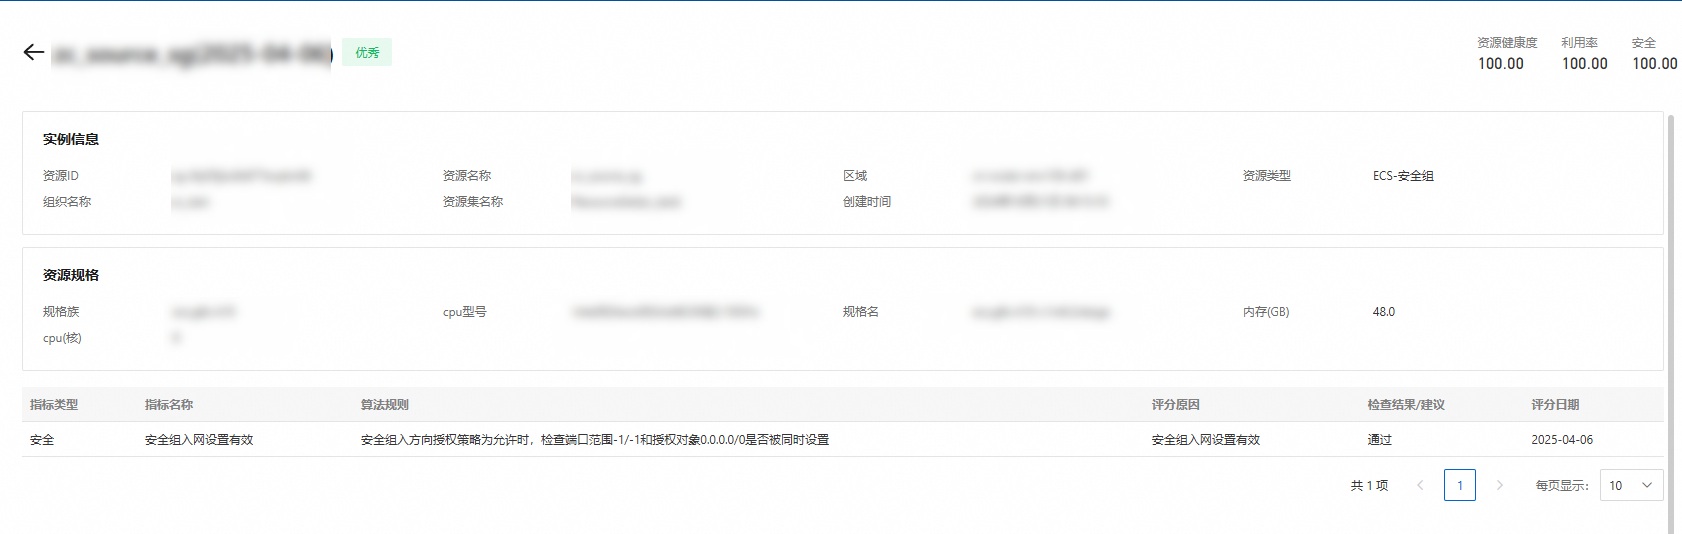 优秀
资源健康度 利用率 安全
100.00 100.00 100.00
实例信息
资源ID 资源名称 区域 资源类型 ECS-安全组
组织名称 资源集名称 创建时间
资源规格
规格族 cpu型号 规格名 内存(GB) 48.0
cpu(核)
指标类型 指标名称 算法规则 评分原因 检查结果/建议 评分日期
安全 安全组入网设置有效 安全组入方向授权策略为允许时，检查端口范围-1/-1和授权对象0.0.0.0/0是否被同时设置 安全组入网设置有效 通过 2025-04-06
共 1 项 1 每页显示： 10